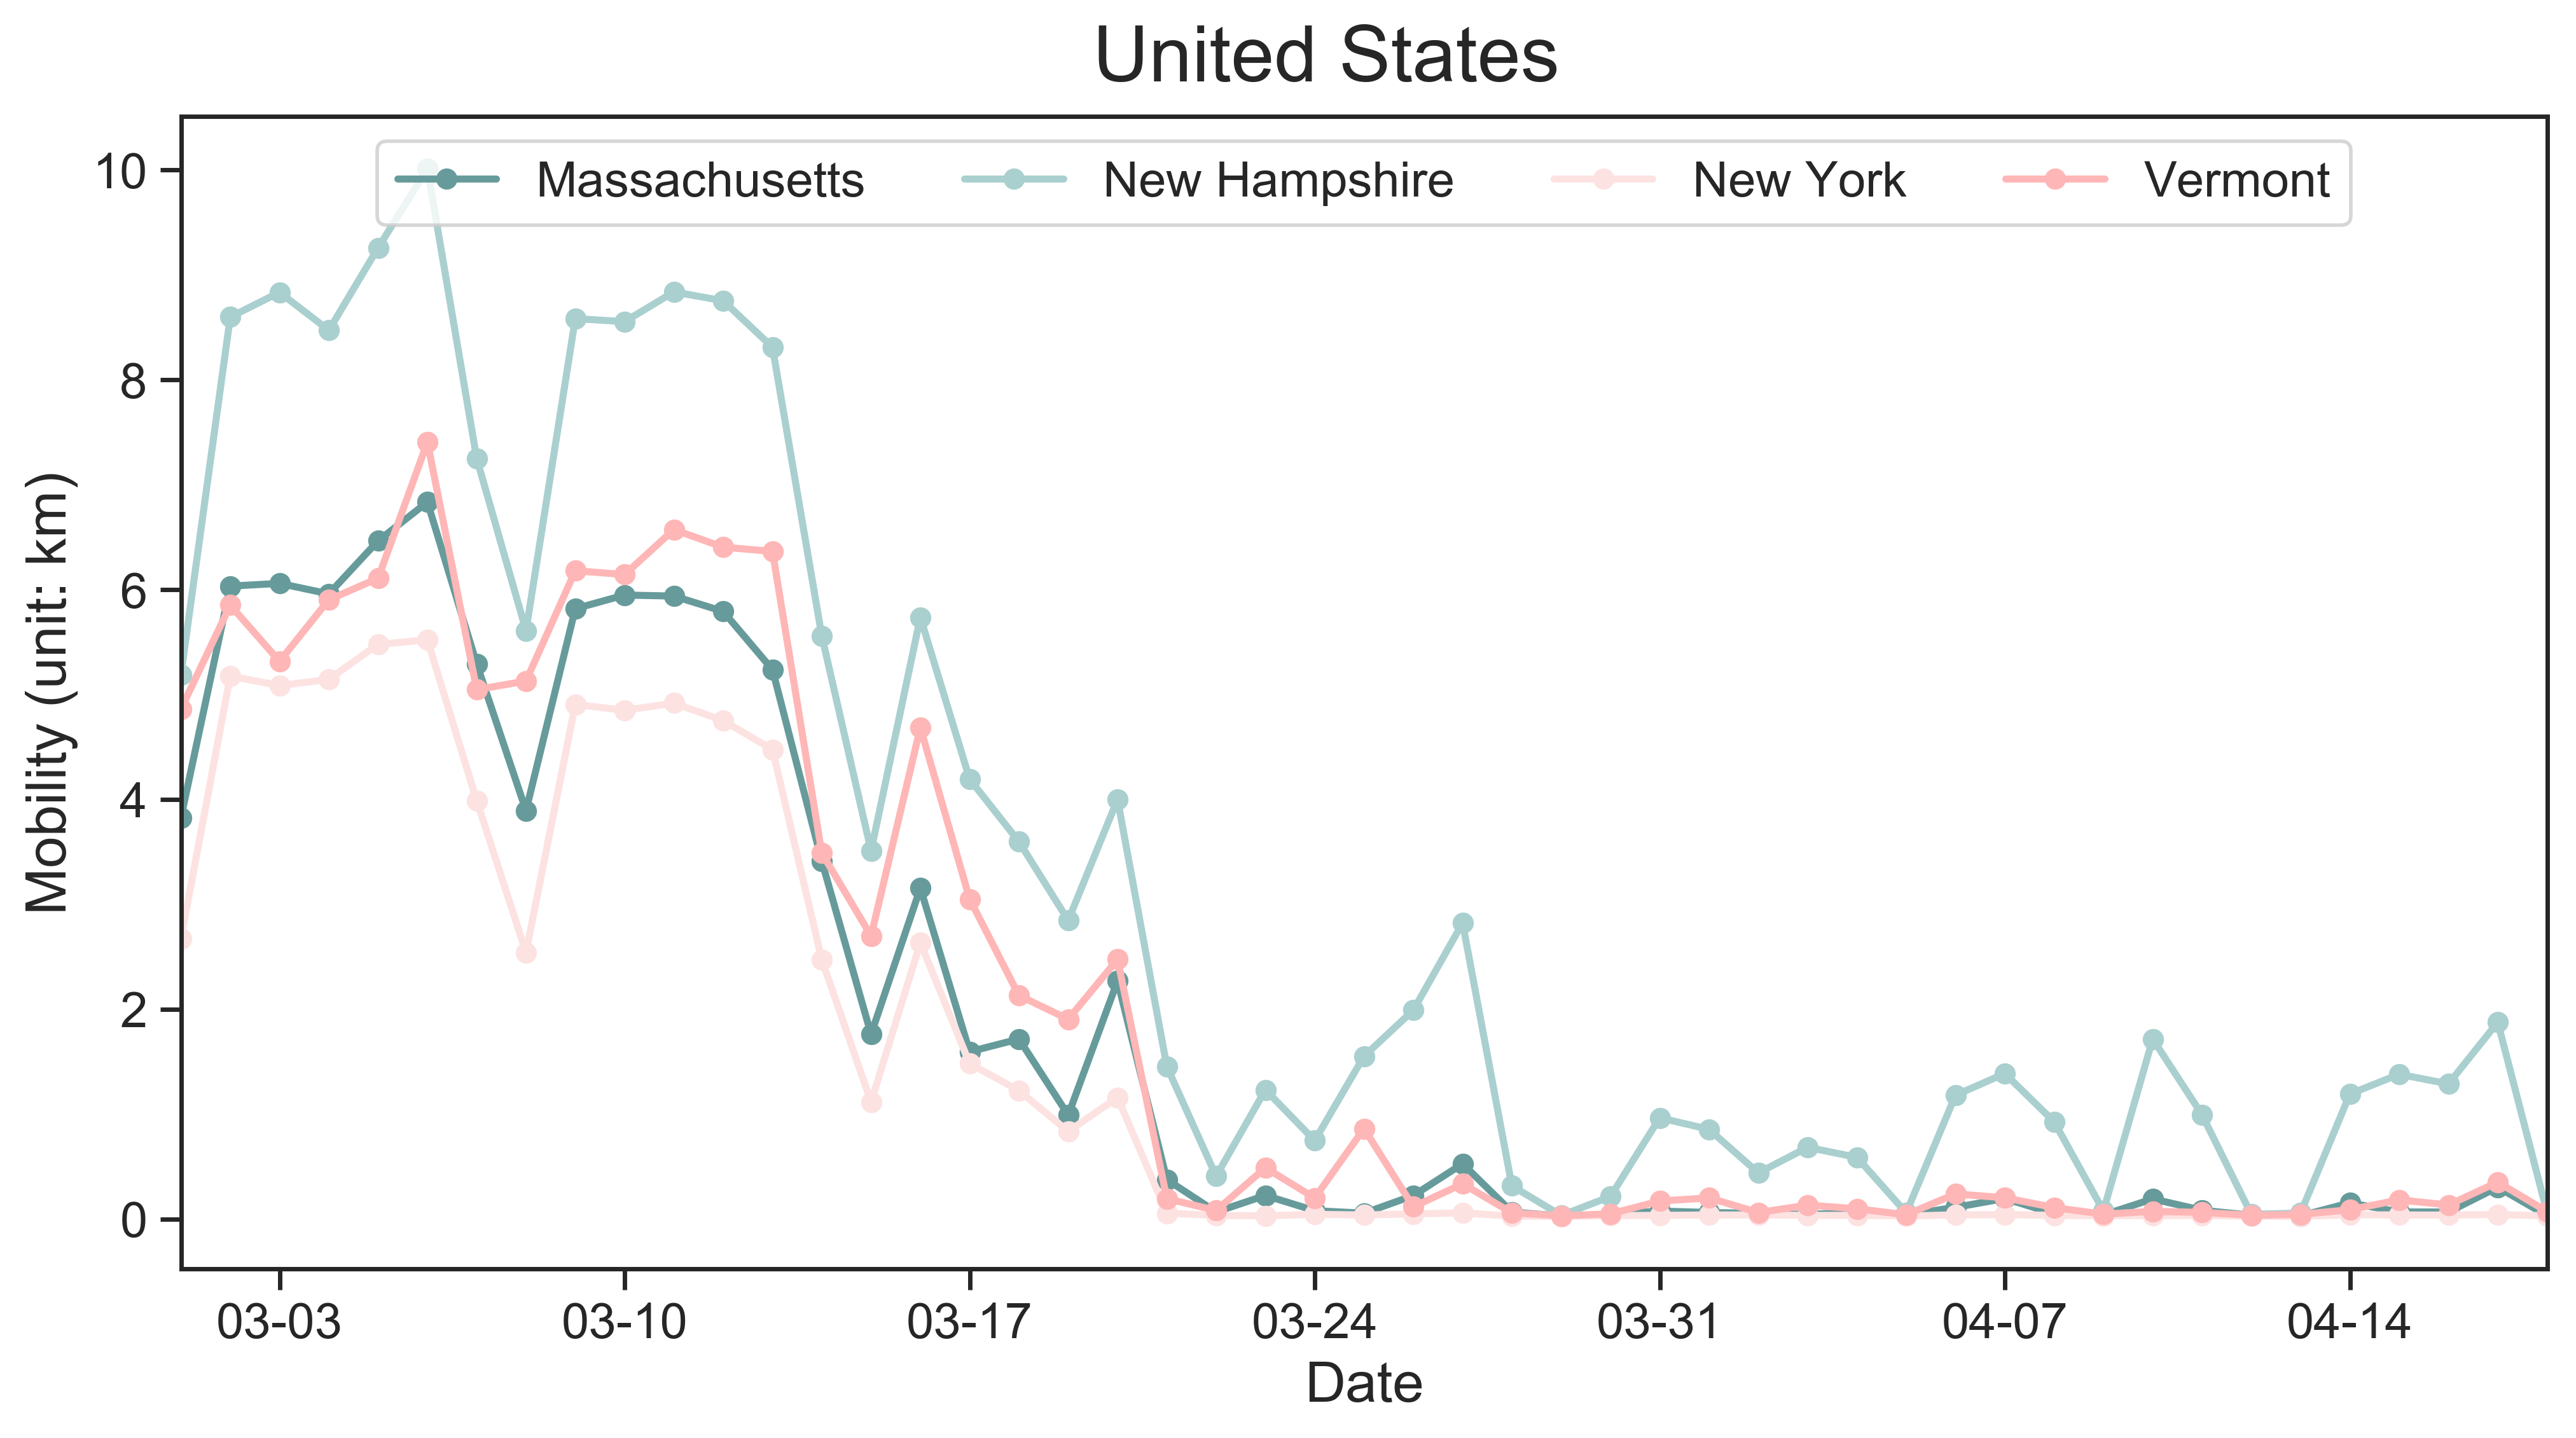 United States
Massachusetts New Hampshire New York Vermont
Mobility (unit: km)
10
8
6
4
2
0
03-03 03-10 03-17 03-24 03-31 04-07 04-14
Date